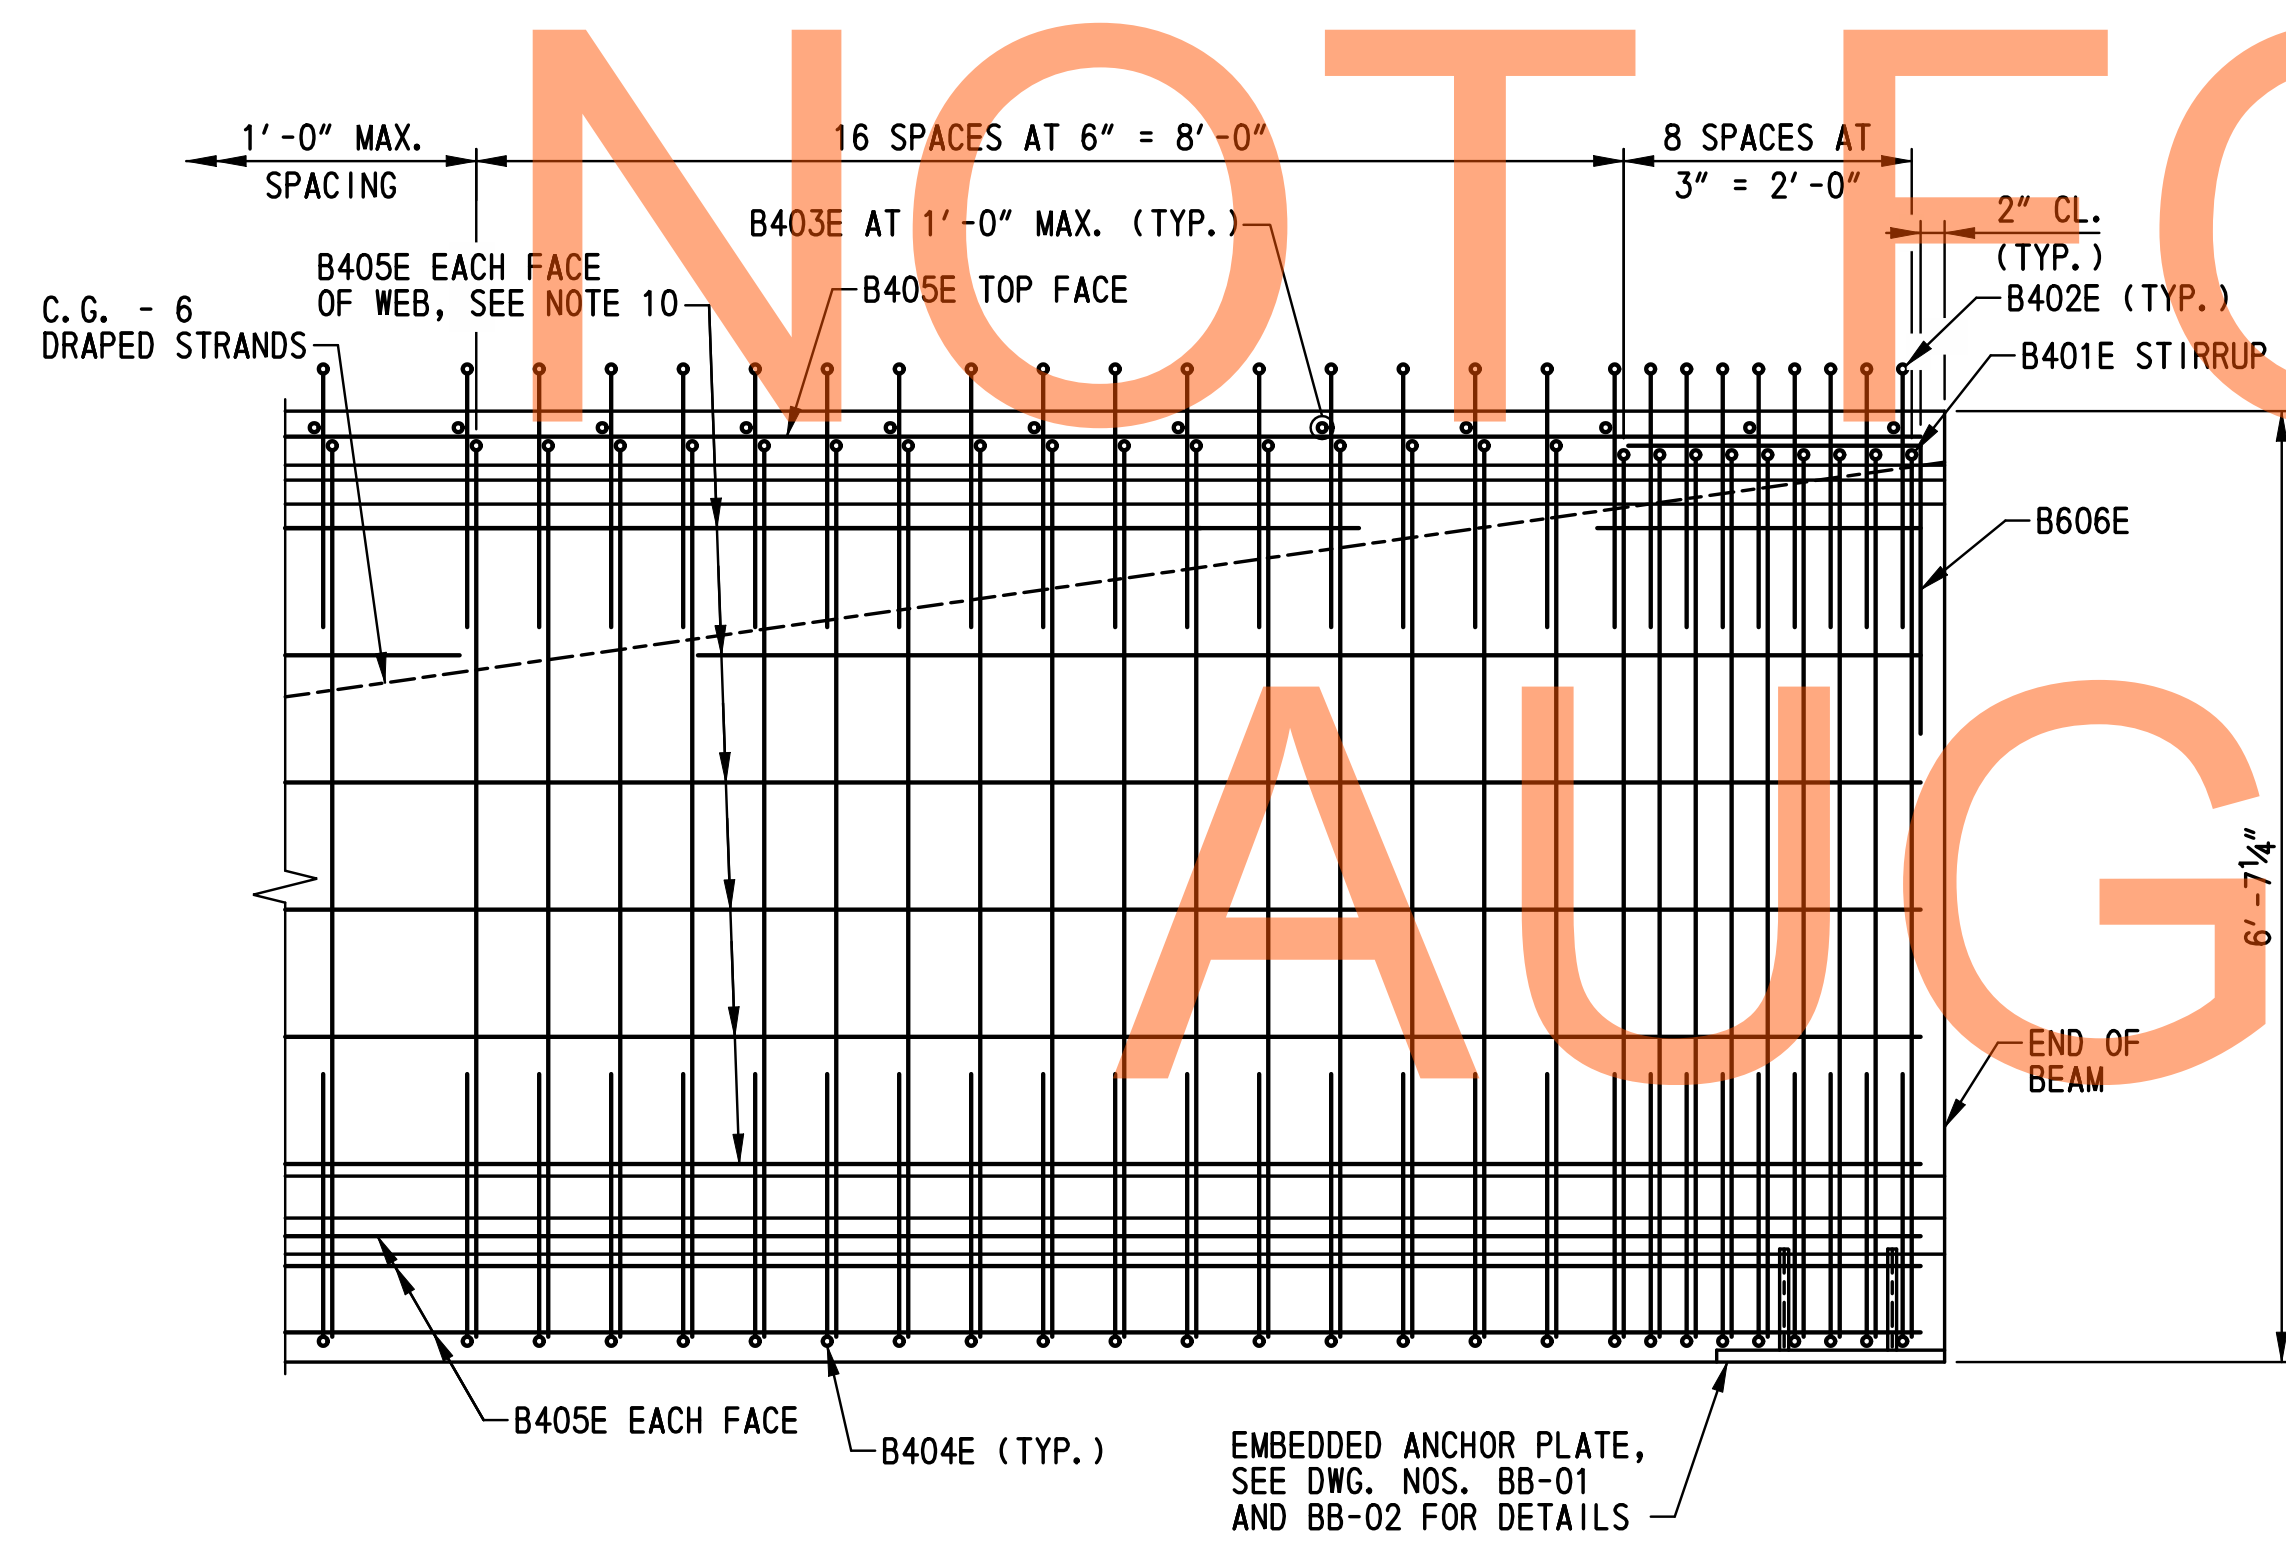 NOT FO
1'-0" MAX.
SPACING
16 SPACES AT 6" = 8'-0"
8 SPACES AT
3" = 2'-0"
2" CL.
(TYP.)
B403E AT 1'-0" MAX. (TYP.)
B405E EACH FACE
OF WEB, SEE NOTE 10
B405E TOP FACE
C.G. - 6
DRAPED STRANDS
B402E (TYP.)
B401E STIRRUP
B606E
AUG
6'-7¼"
END OF
BEAM
B405E EACH FACE
B404E (TYP.)
EMBEDDED ANCHOR PLATE,
SEE DWG. NOS. BB-01
AND BB-02 FOR DETAILS